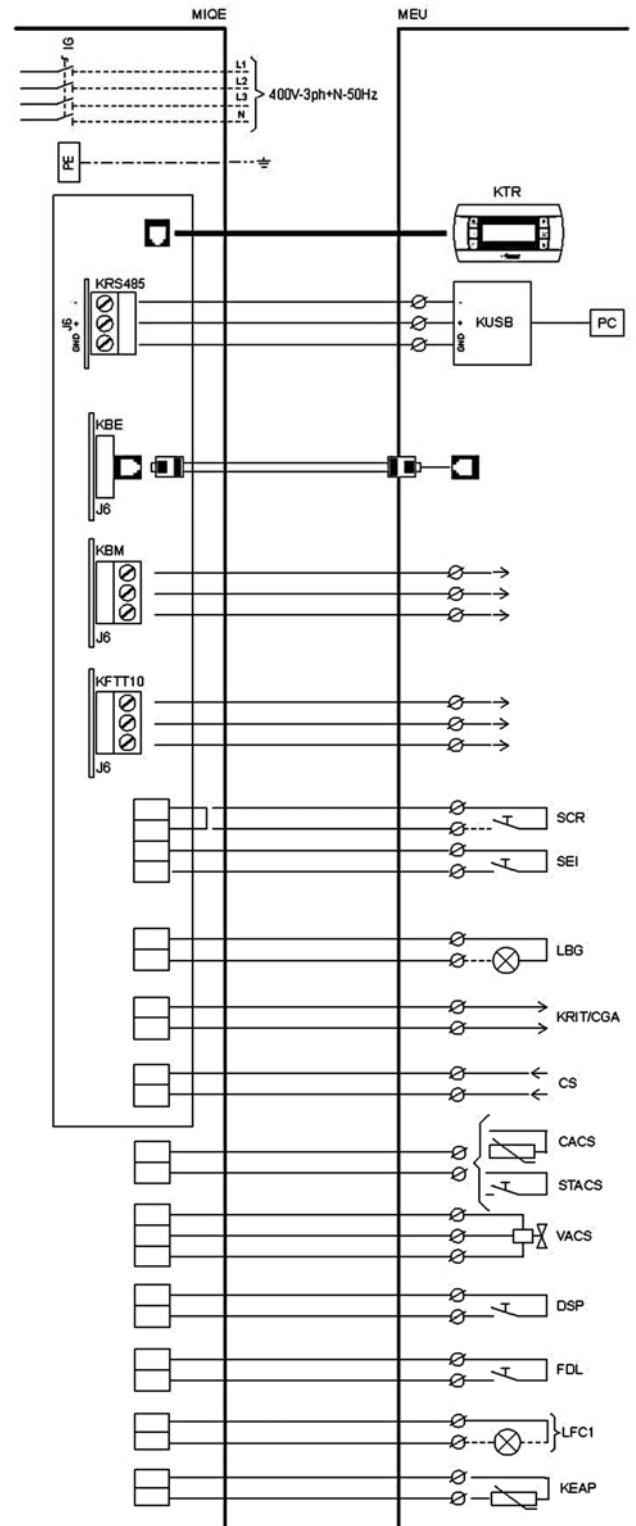 MIQE
MEU
IG
L1
L2
L3
N
400V-3ph+N-50Hz
PE
KTR
KRS485
-
+
GND
J6
-
+
GND
KUSB
PC
KBE
J6
KBM
J6
KFTT10
J6
SCR
SEI
LBG
KRIT/CGA
CS
CACS
STACS
VACS
DSP
FDL
LFC1
KEAP